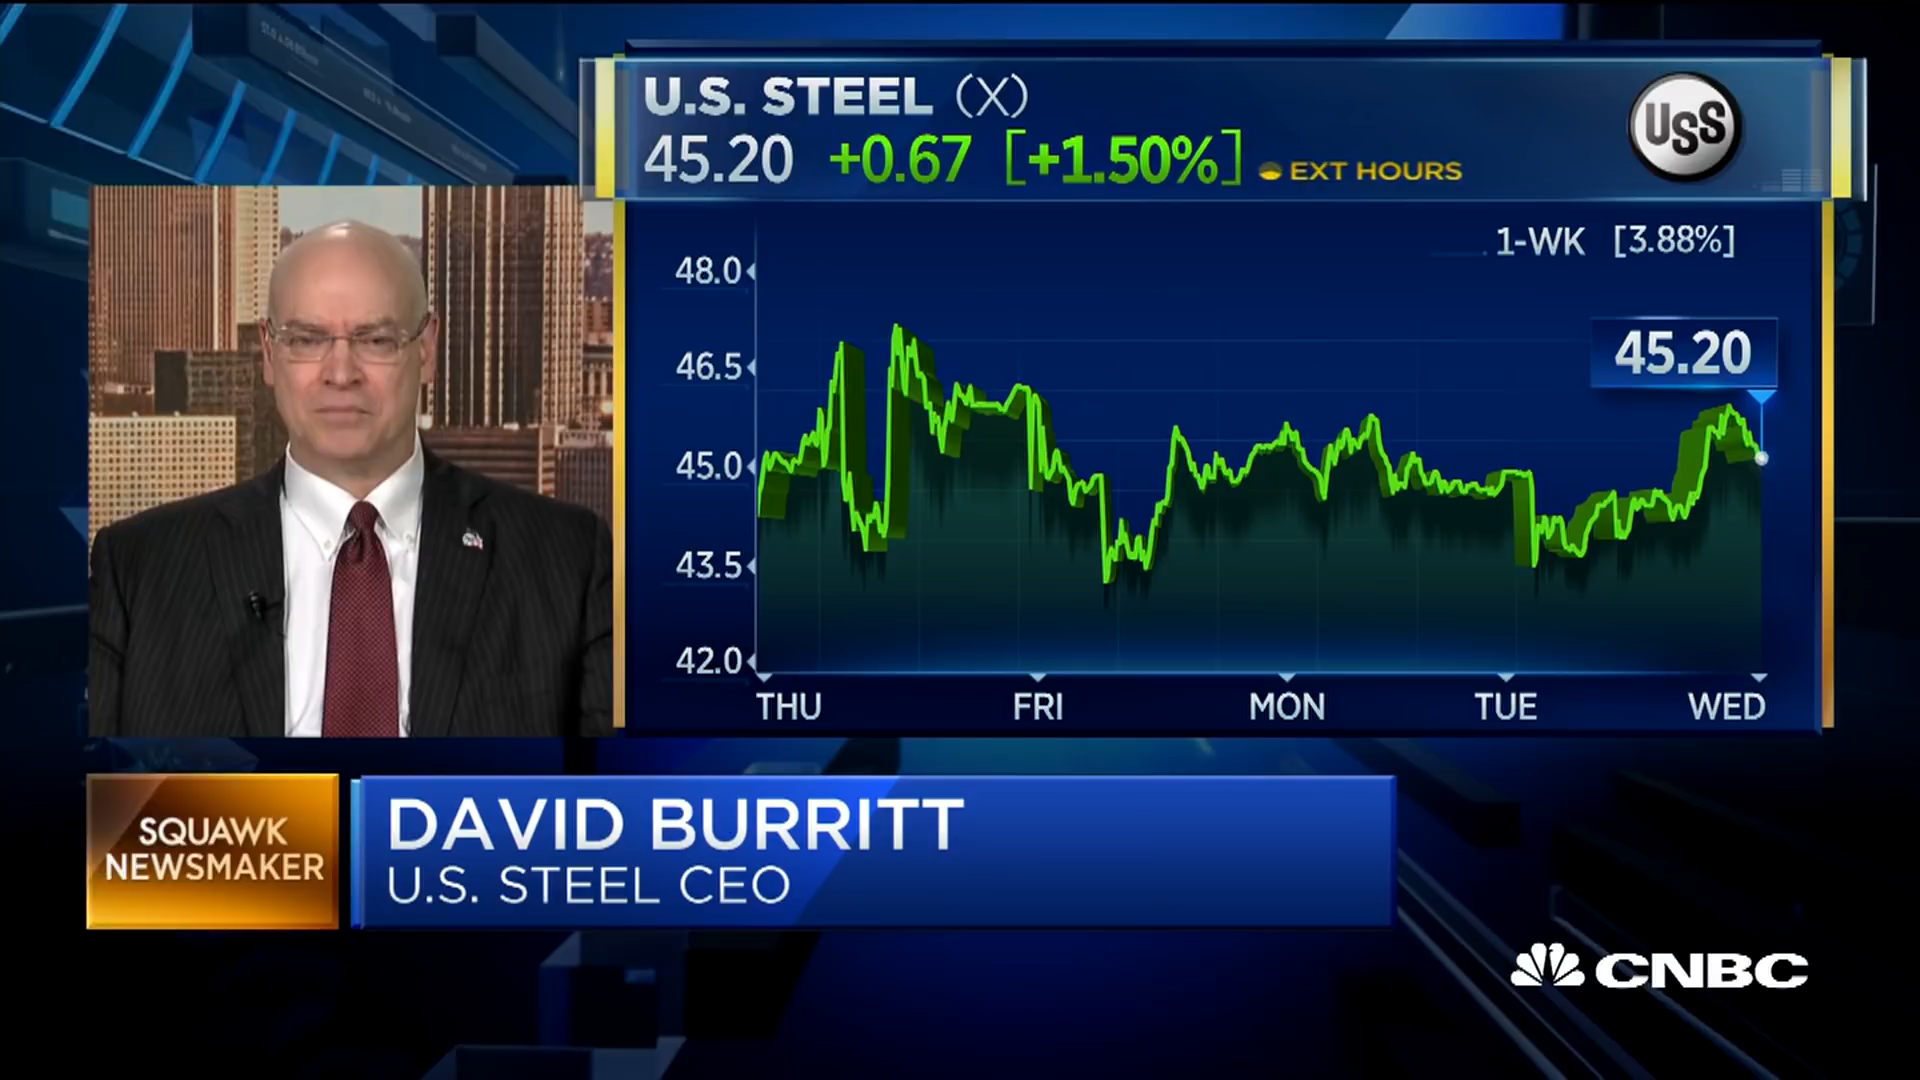 U.S. STEEL (X)
45.20 +0.67 [+1.50%] EXT HOURS
USS
1-WK [3.88%]
45.20
48.0
46.5
45.0
43.5
42.0
THU FRI MON TUE WED
SQUAWK
NEWSMAKER
DAVID BURRITT
U.S. STEEL CEO
CNBC